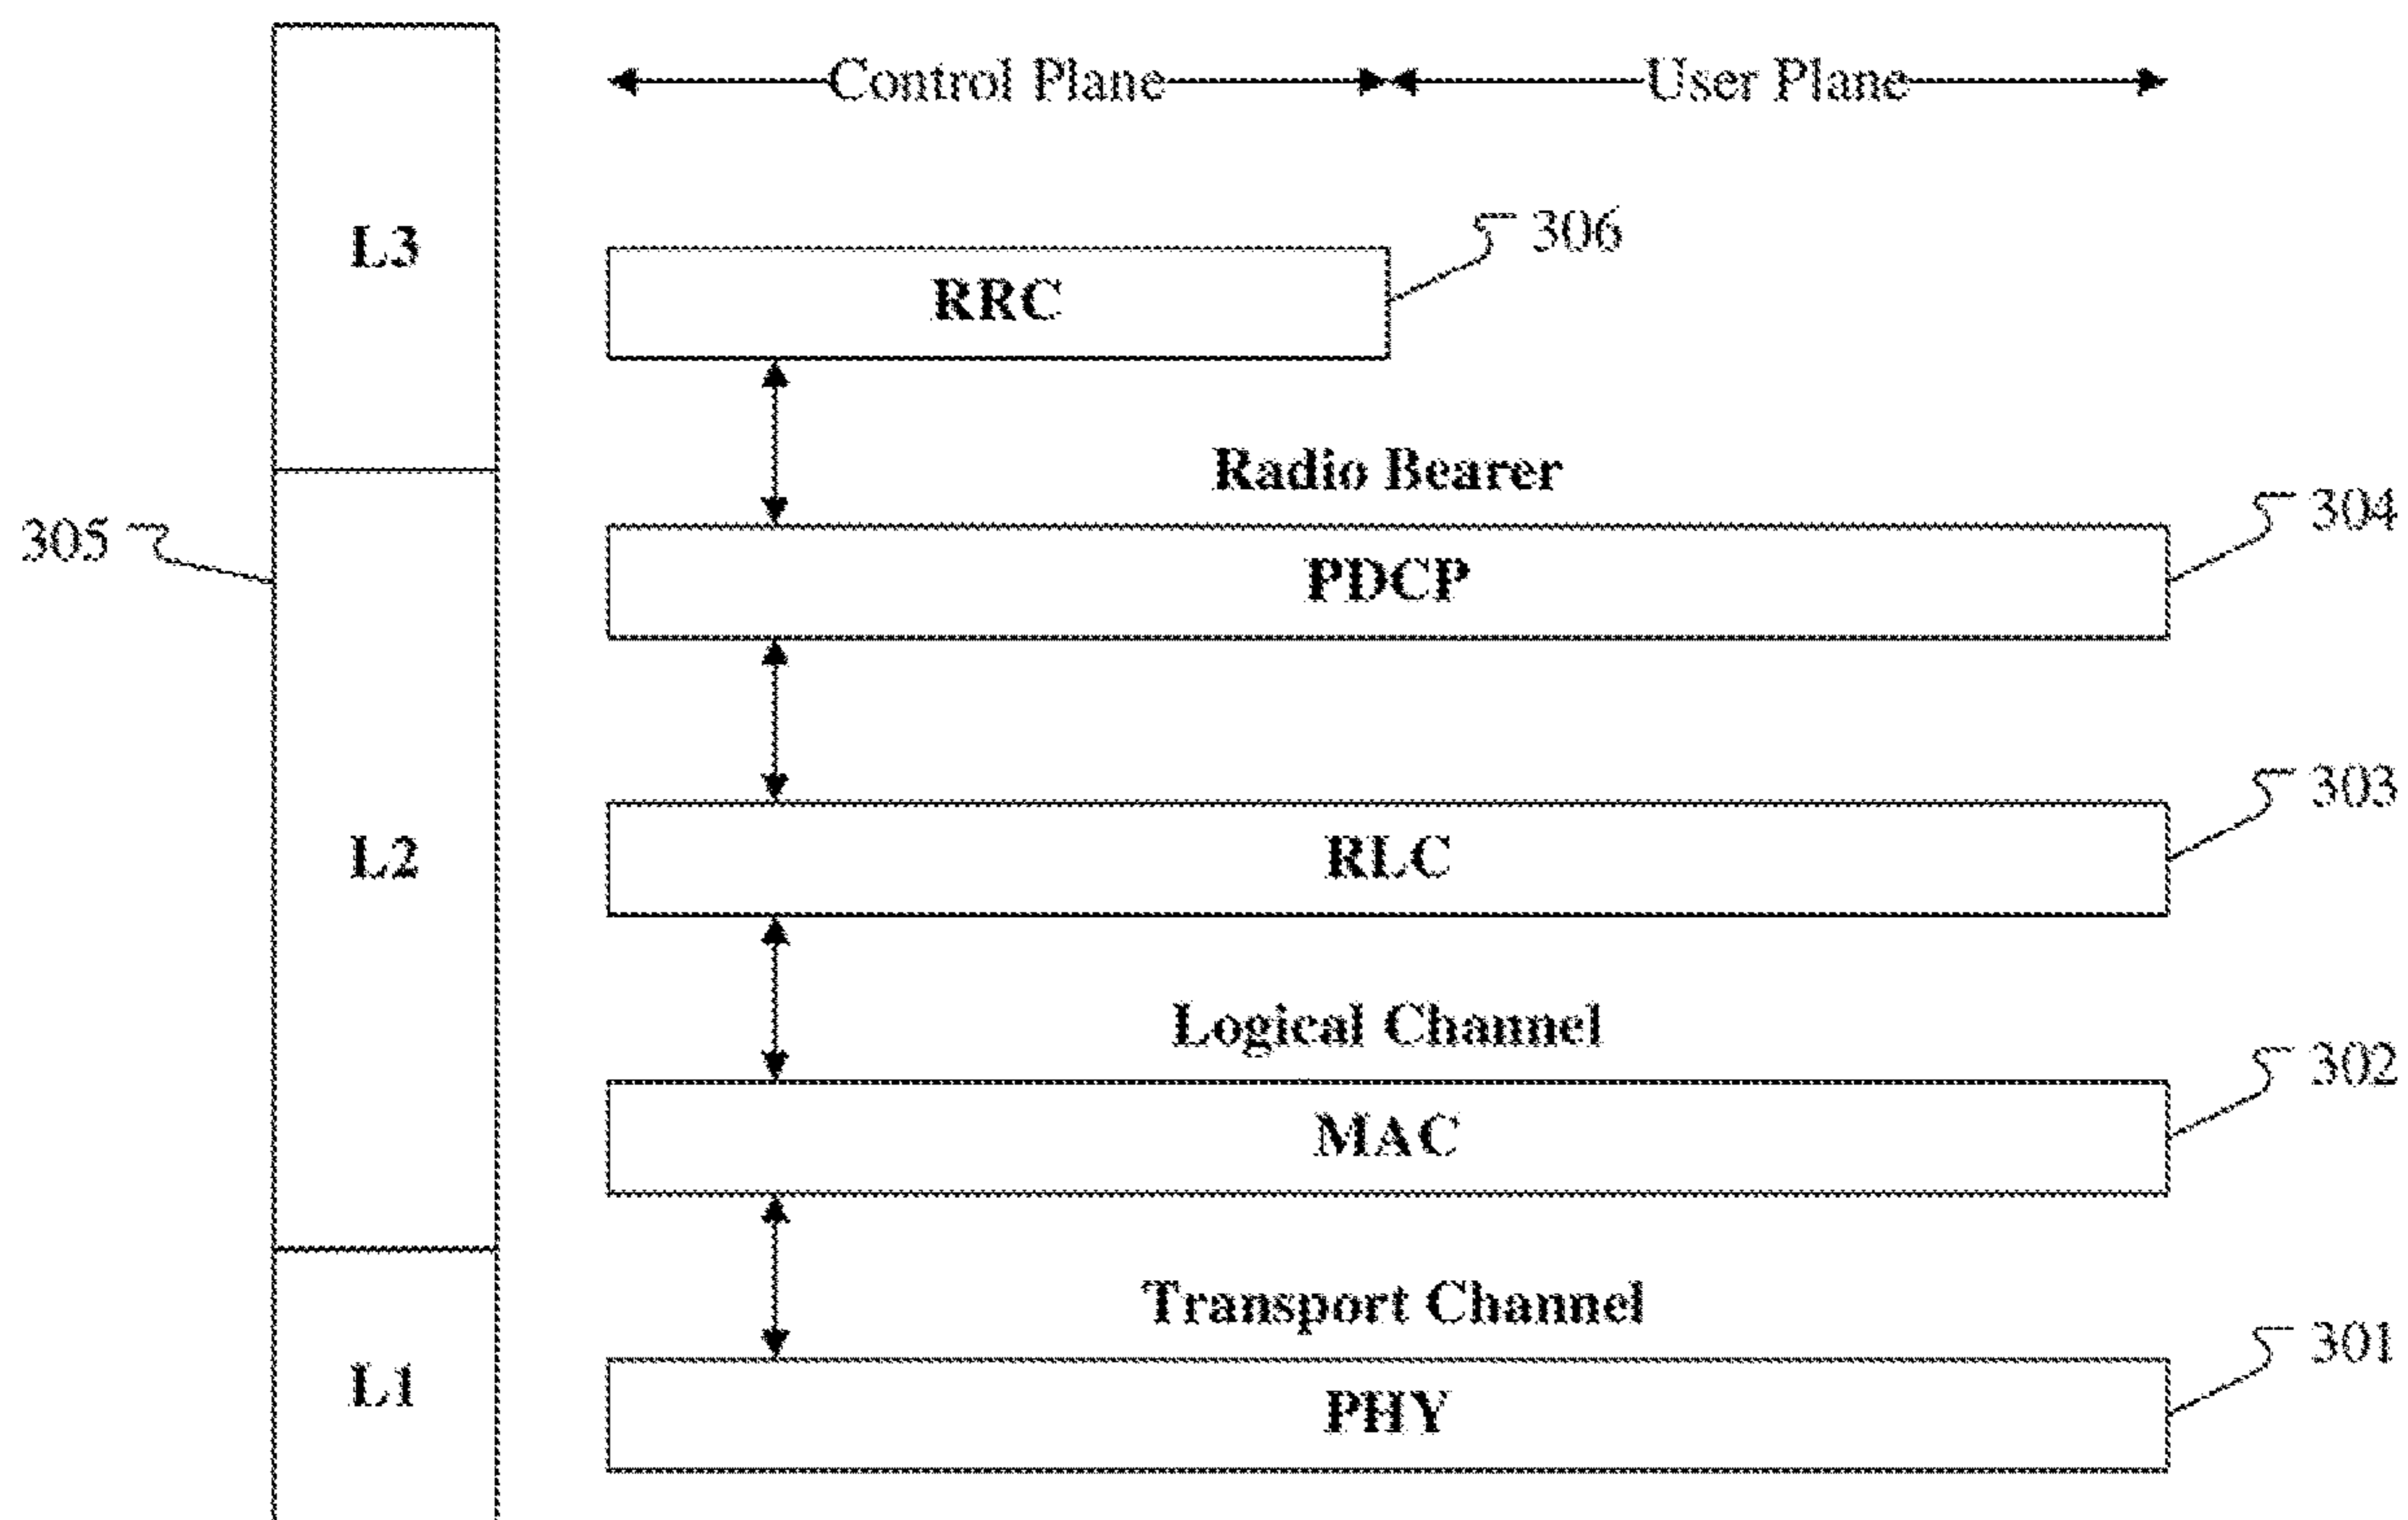 Control Plane
User Plane
L3
306
RRC
Radio Bearer
304
305
PDCP
303
L2
RLC
Logical Channel
302
MAC
Transport Channel
301
L1
PHY